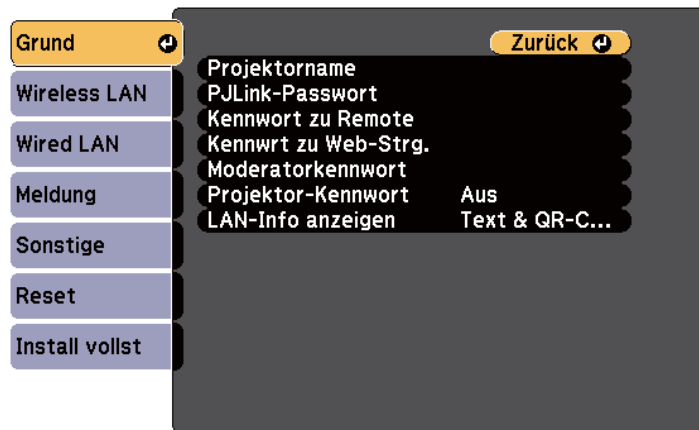 Grund
Zurück
Projektorname
PJLink-Passwort
Wireless LAN
Kennwort zu Remote
Kennwrt zu Web-Strg.
Wired LAN
Moderatorkennwort
Meldung
Projektor-Kennwort Aus
LAN-Info anzeigen Text & QR-C...
Sonstige
Reset
Install vollst